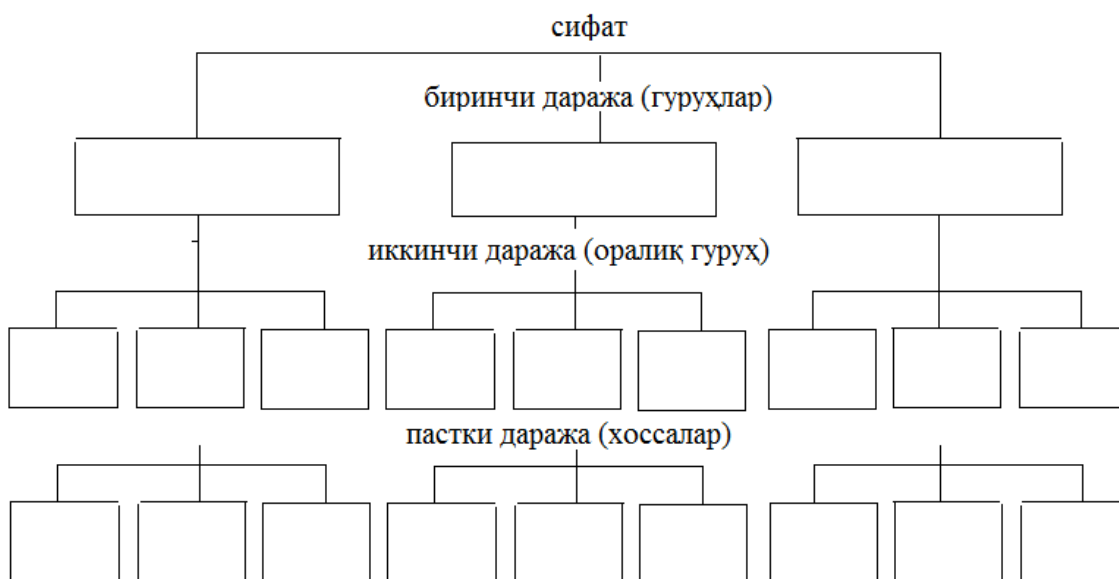 сифат
биринчи даража (гуруҳлар)
иккинчи даража (оралиқ гуруҳ)
пастки даража (хоссалар)